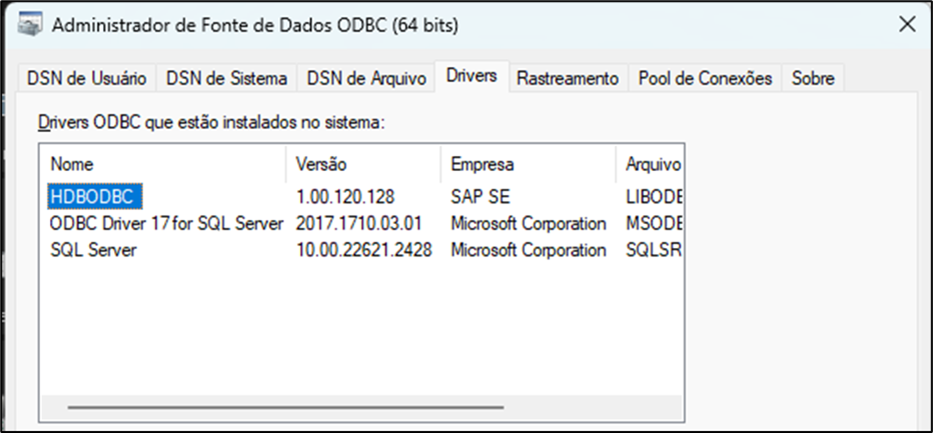 Administrador de Fonte de Dados ODBC (64 bits)
DSN de Usuário DSN de Sistema DSN de Arquivo Drivers Rastreamento Pool de Conexões Sobre
Drivers ODBC que estão instalados no sistema:
Nome Versão Empresa Arquivo
HDBODBC 1.00.120.128 SAP SE LIBODB
ODBC Driver 17 for SQL Server 2017.1710.03.01 Microsoft Corporation MSODB
SQL Server 10.00.22621.2428 Microsoft Corporation SQLSR